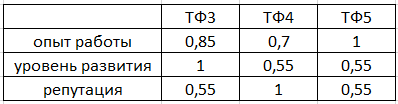 ТФ3 ТФ4 ТФ5
опыт работы 0,85 0,7 1
уровень развития 1 0,55 0,55
репутация 0,55 1 0,55